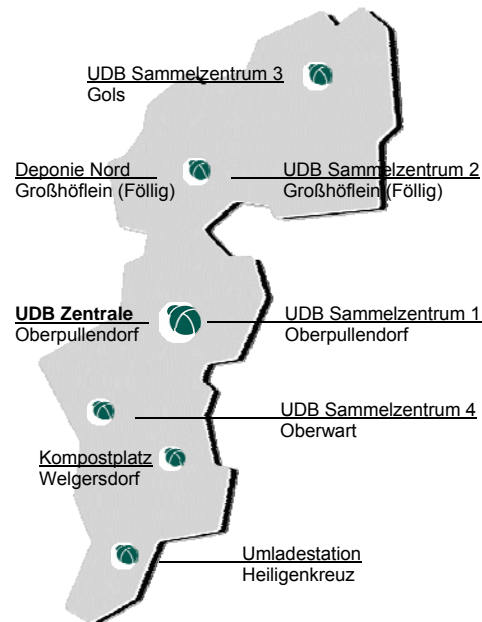 UDB Sammelzentrum 3
Gols
Deponie Nord
Großhöflein (Föllig)
UDB Sammelzentrum 2
Großhöflein (Föllig)
UDB Zentrale
Oberpullendorf
UDB Sammelzentrum 1
Oberpullendorf
UDB Sammelzentrum 4
Oberwart
Kompostplatz
Welgersdorf
Umladestation
Heiligenkreuz